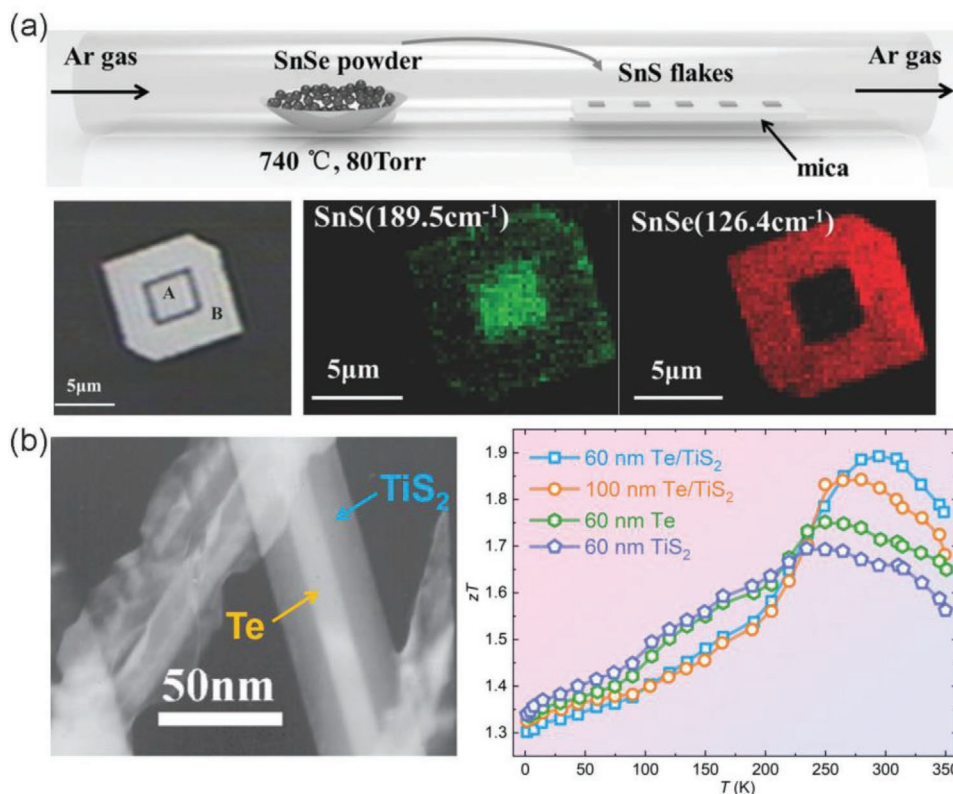 (a)
Ar gas
SnSe powder
SnS flakes
Ar gas
740 ℃, 80Torr
mica
A
B
5μm
SnS(189.5cm⁻¹)
5μm
SnSe(126.4cm⁻¹)
5μm
(b)
TiS₂
Te
50nm
60 nm Te/TiS₂
100 nm Te/TiS₂
60 nm Te
60 nm TiS₂
zT
1.9
1.8
1.7
1.6
1.5
1.4
1.3
0 50 100 150 200 250 300 350
T (K)